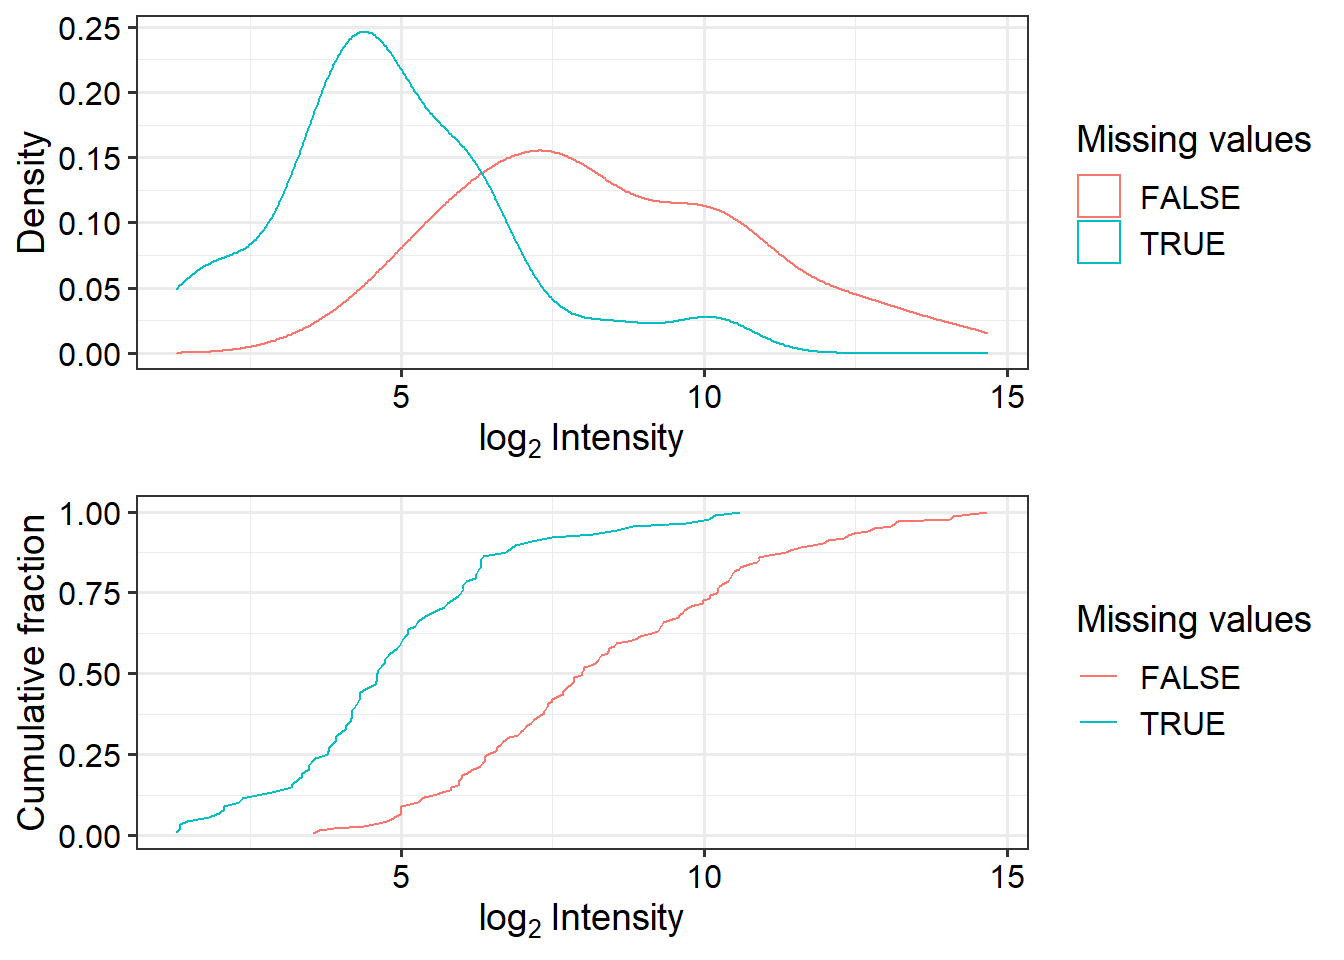 0.25
0.20
0.15
0.10
0.05
0.00
Density
5 10 15
log2 Intensity
Missing values
FALSE
TRUE
1.00
0.75
0.50
0.25
0.00
Cumulative fraction
5 10 15
log2 Intensity
Missing values
FALSE
TRUE